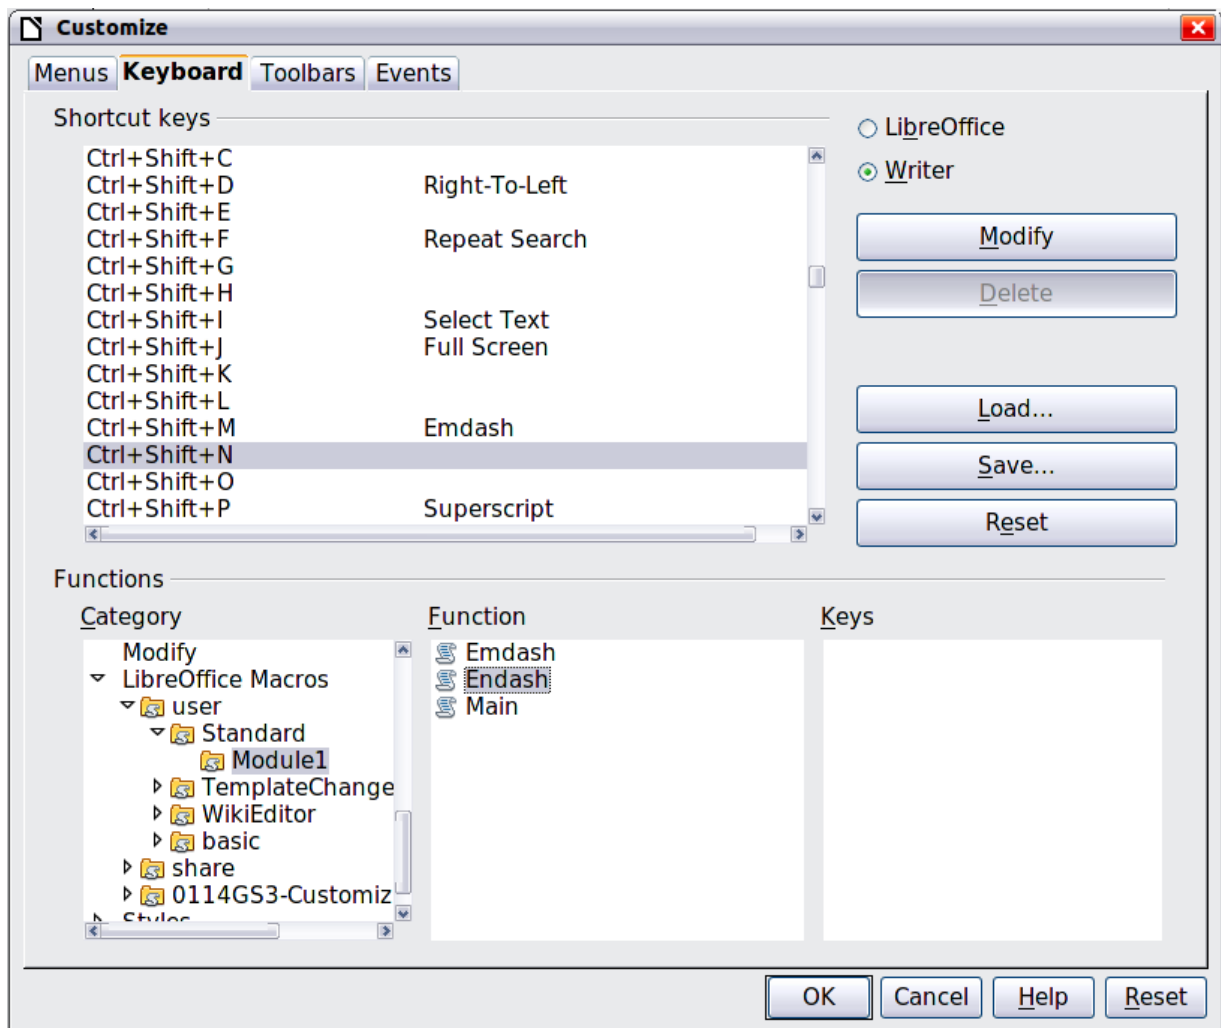 Customize
Menus Keyboard Toolbars Events
Shortcut keys
LibreOffice
Writer
Ctrl+Shift+C
Ctrl+Shift+D Right-To-Left
Ctrl+Shift+E
Ctrl+Shift+F Repeat Search
Ctrl+Shift+G
Ctrl+Shift+H
Ctrl+Shift+I Select Text
Ctrl+Shift+J Full Screen
Ctrl+Shift+K
Ctrl+Shift+L
Ctrl+Shift+M Emdash
Ctrl+Shift+N
Ctrl+Shift+O
Ctrl+Shift+P Superscript
Modify
Delete
Load...
Save...
Reset
Functions
Category
Modify
LibreOffice Macros
user
Standard
Module1
TemplateChange
WikiEditor
basic
share
0114GS3-Customiz
Styles
Function
Emdash
Endash
Main
Keys
OK Cancel Help Reset